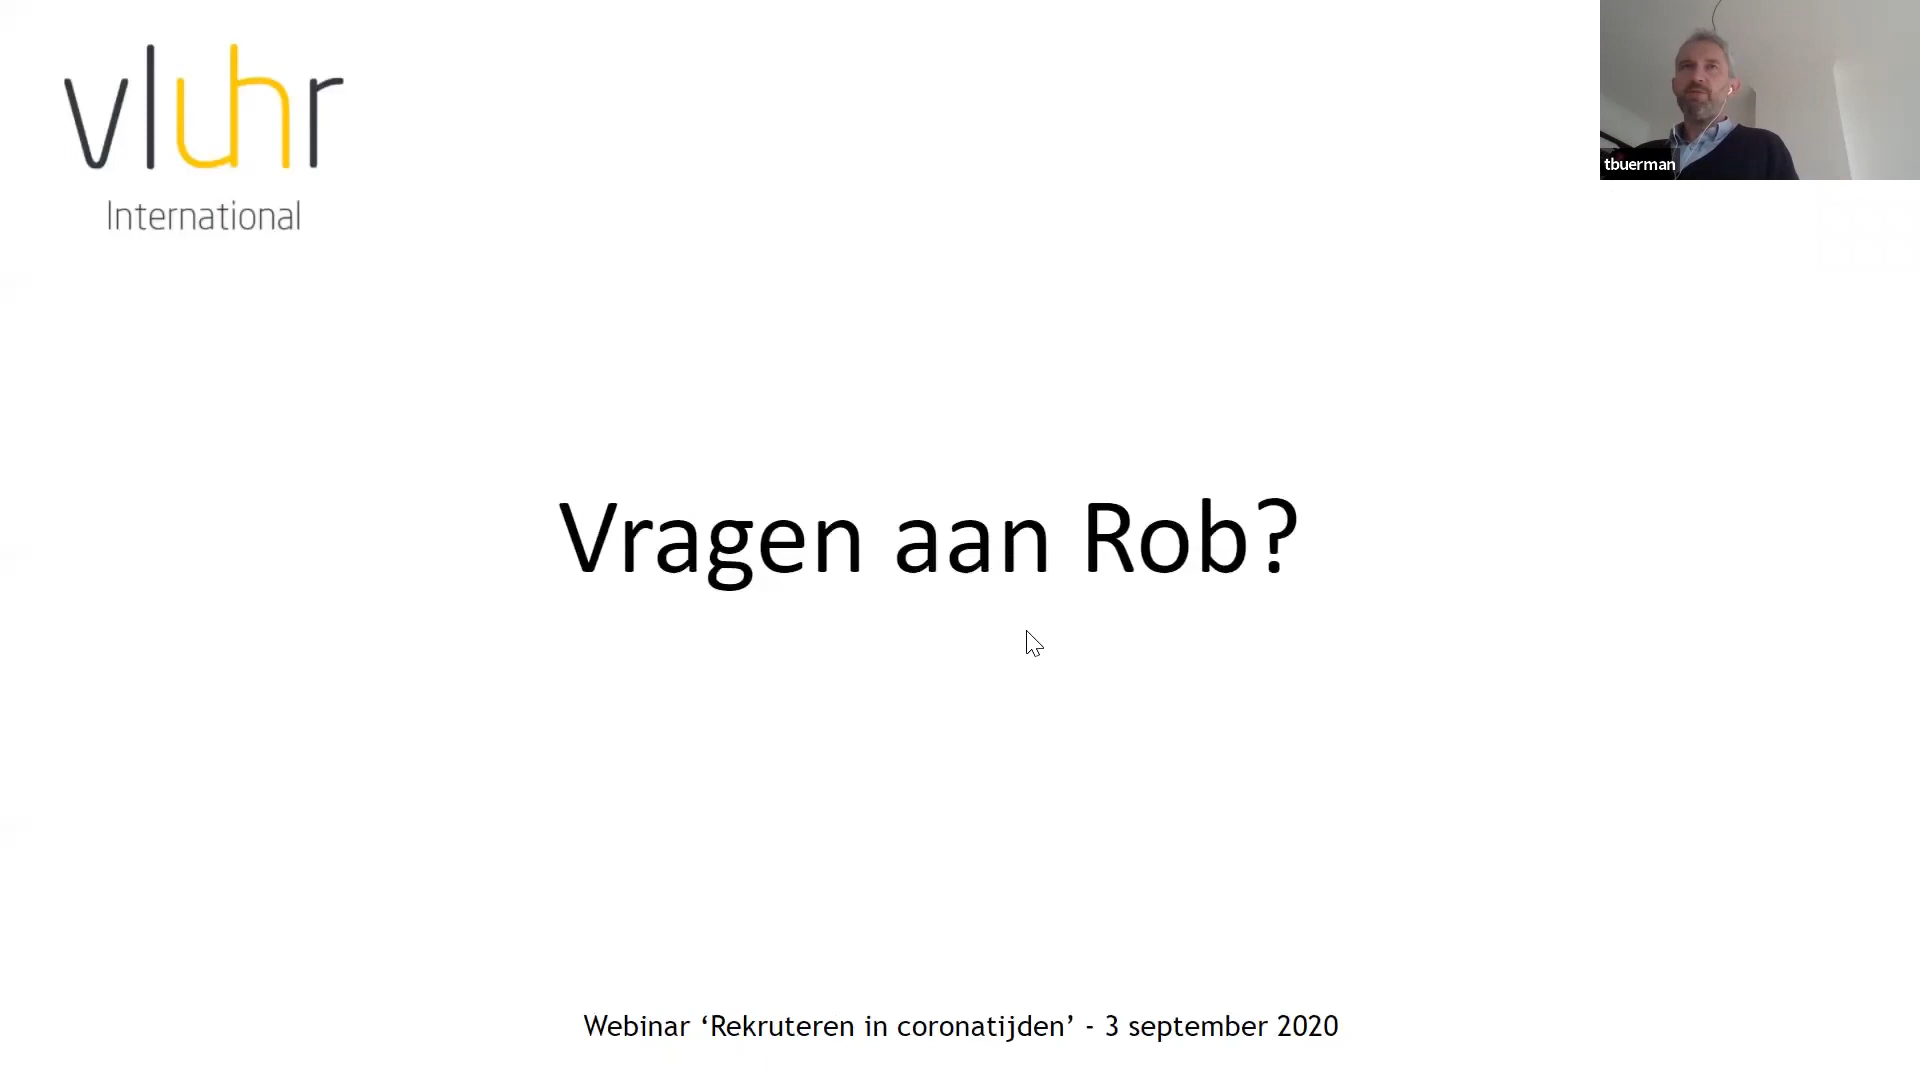 vluhr
International
tbuerman
Vragen aan Rob?
Webinar ‘Rekruteren in coronatijden’ - 3 september 2020